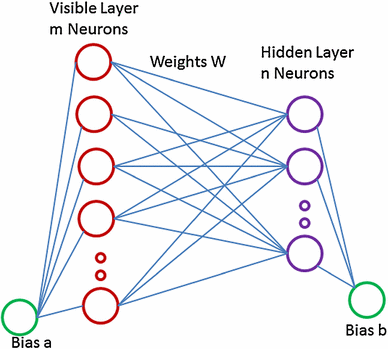 Visible Layer
m Neurons
Weights W
Hidden Layer
n Neurons
Bias a
Bias b